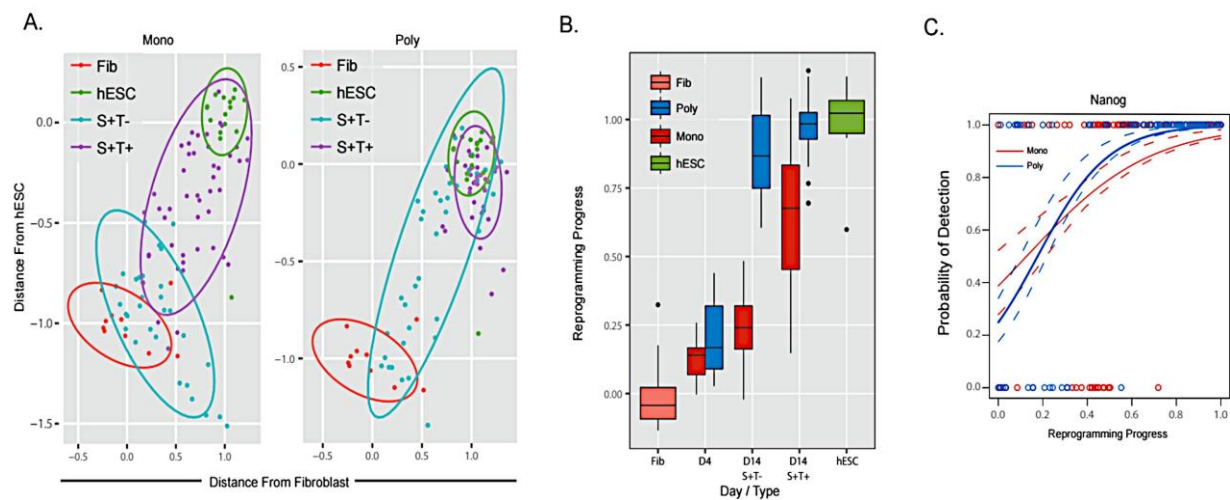 A.
Mono
Poly
Fib
hESC
S+T-
S+T+
Fib
hESC
S+T-
S+T+
Distance From hESC
0.0
−0.5
−1.0
−1.5
0.5
0.0
−0.5
−1.0
−0.5 0.0 0.5 1.0
−0.5 0.0 0.5 1.0
Distance From Fibroblast
B.
Fib
Poly
Mono
hESC
Reprogramming Progress
1.00
0.75
0.50
0.25
0.00
Fib D4 D14 D14 hESC
S+T- S+T+
Day / Type
C.
Nanog
Mono
Poly
Probability of Detection
1.0
0.8
0.6
0.4
0.2
0.0
0.0 0.2 0.4 0.6 0.8 1.0
Reprogramming Progress